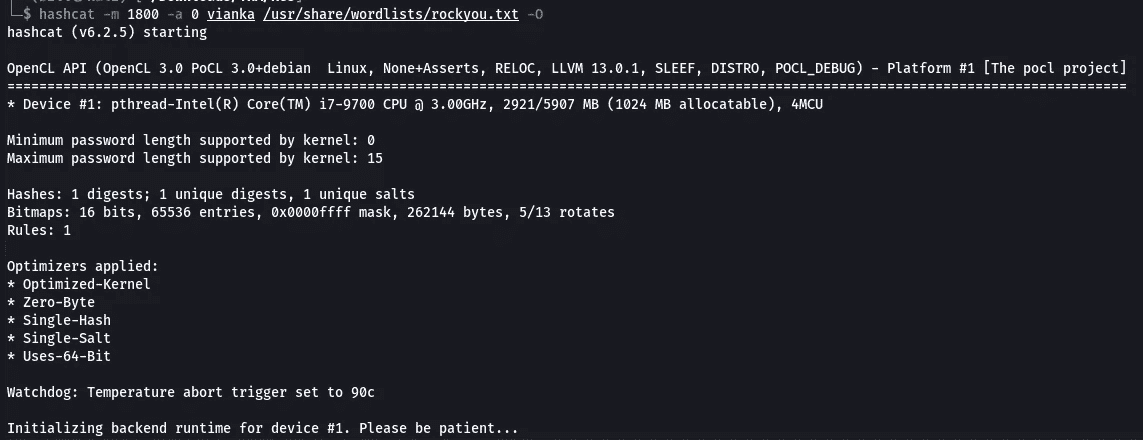 └─$ hashcat -m 1800 -a 0 vianka /usr/share/wordlists/rockyou.txt -O
hashcat (v6.2.5) starting
OpenCL API (OpenCL 3.0 PoCL 3.0+debian  Linux, None+Asserts, RELOC, LLVM 13.0.1, SLEEF, DISTRO, POCL_DEBUG) - Platform #1 [The pocl project]
============================================================================================================================================
* Device #1: pthread-Intel(R) Core(TM) i7-9700 CPU @ 3.00GHz, 2921/5907 MB (1024 MB allocatable), 4MCU
Minimum password length supported by kernel: 0
Maximum password length supported by kernel: 15
Hashes: 1 digests; 1 unique digests, 1 unique salts
Bitmaps: 16 bits, 65536 entries, 0x0000ffff mask, 262144 bytes, 5/13 rotates
Rules: 1
Optimizers applied:
* Optimized-Kernel
* Zero-Byte
* Single-Hash
* Single-Salt
* Uses-64-Bit
Watchdog: Temperature abort trigger set to 90c
Initializing backend runtime for device #1. Please be patient...